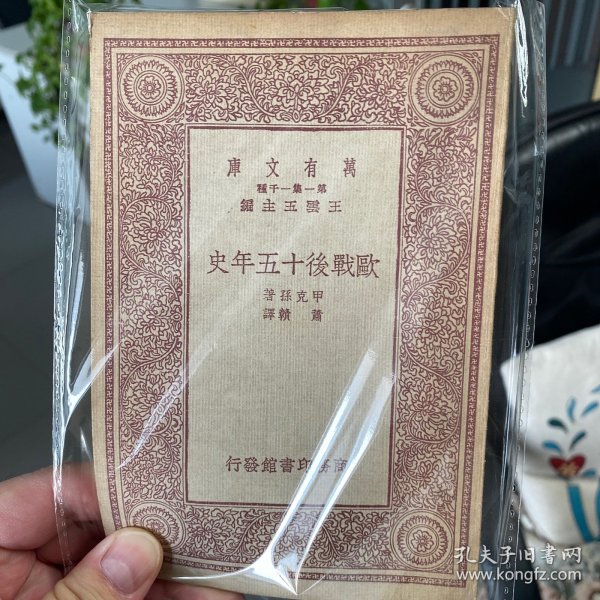 萬有文庫
第一集一千種
王雲五主編
歐戰後十五年史
甲克孫著
蕭贛譯
商務印書館發行
孔夫子旧书网
www.kongfz.com